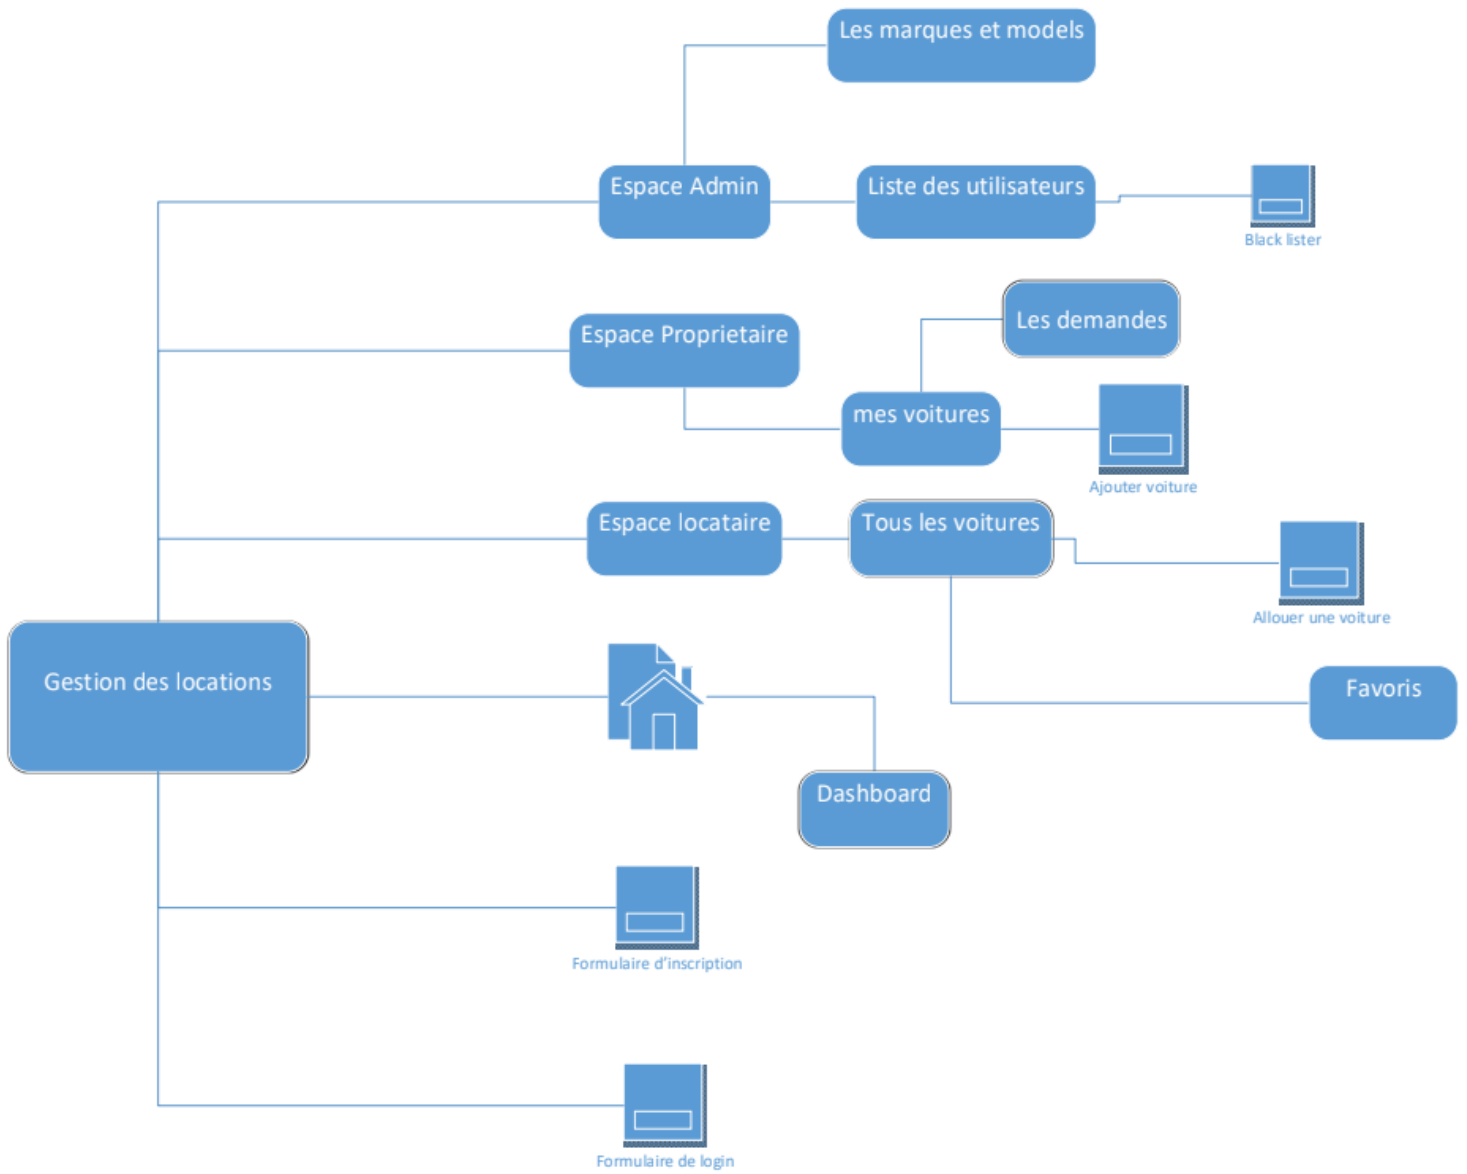 Les marques et models
Espace Admin
Liste des utilisateurs
Black lister
Les demandes
Espace Proprietaire
mes voitures
Ajouter voiture
Espace locataire
Tous les voitures
Allouer une voiture
Gestion des locations
Favoris
Dashboard
Formulaire d'inscription
Formulaire de login